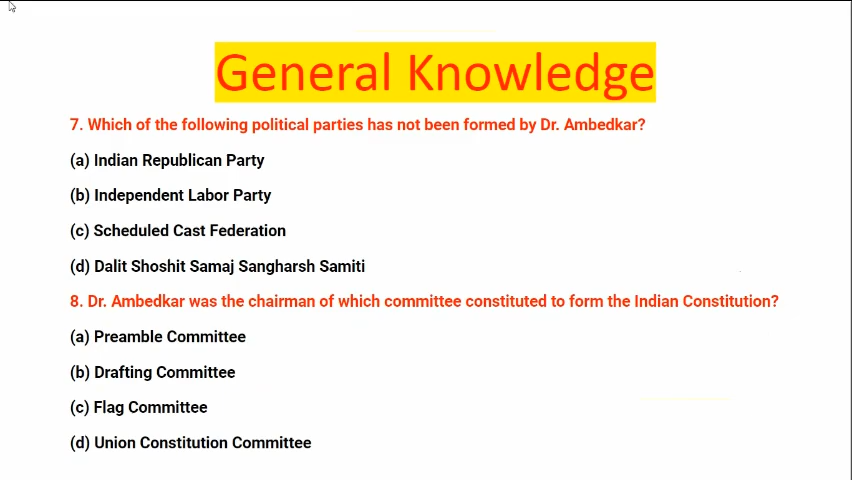 General Knowledge
7. Which of the following political parties has not been formed by Dr. Ambedkar?
(a) Indian Republican Party
(b) Independent Labor Party
(c) Scheduled Cast Federation
(d) Dalit Shoshit Samaj Sangharsh Samiti
8. Dr. Ambedkar was the chairman of which committee constituted to form the Indian Constitution?
(a) Preamble Committee
(b) Drafting Committee
(c) Flag Committee
(d) Union Constitution Committee